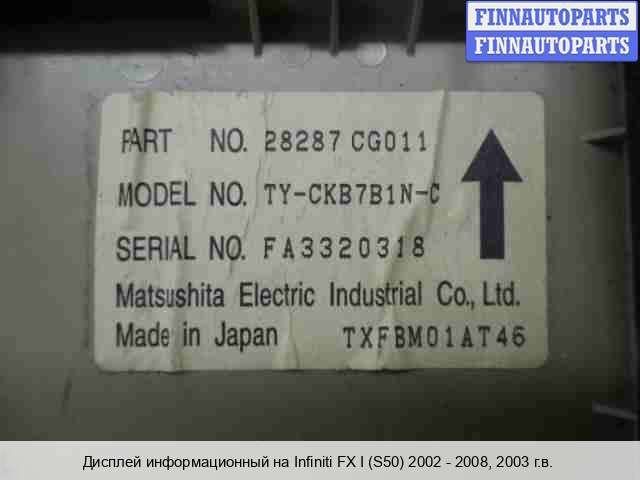 FINNAUTOPARTS
FINNAUTOPARTS
PART NO. 28287 CG011
MODEL NO. TY-CKB7B1N-C
SERIAL NO. FA3320318
Matsushita Electric Industrial Co., Ltd.
Made in Japan TXFBM01AT46
Дисплей информационный на Infiniti FX I (S50) 2002 - 2008, 2003 г.в.